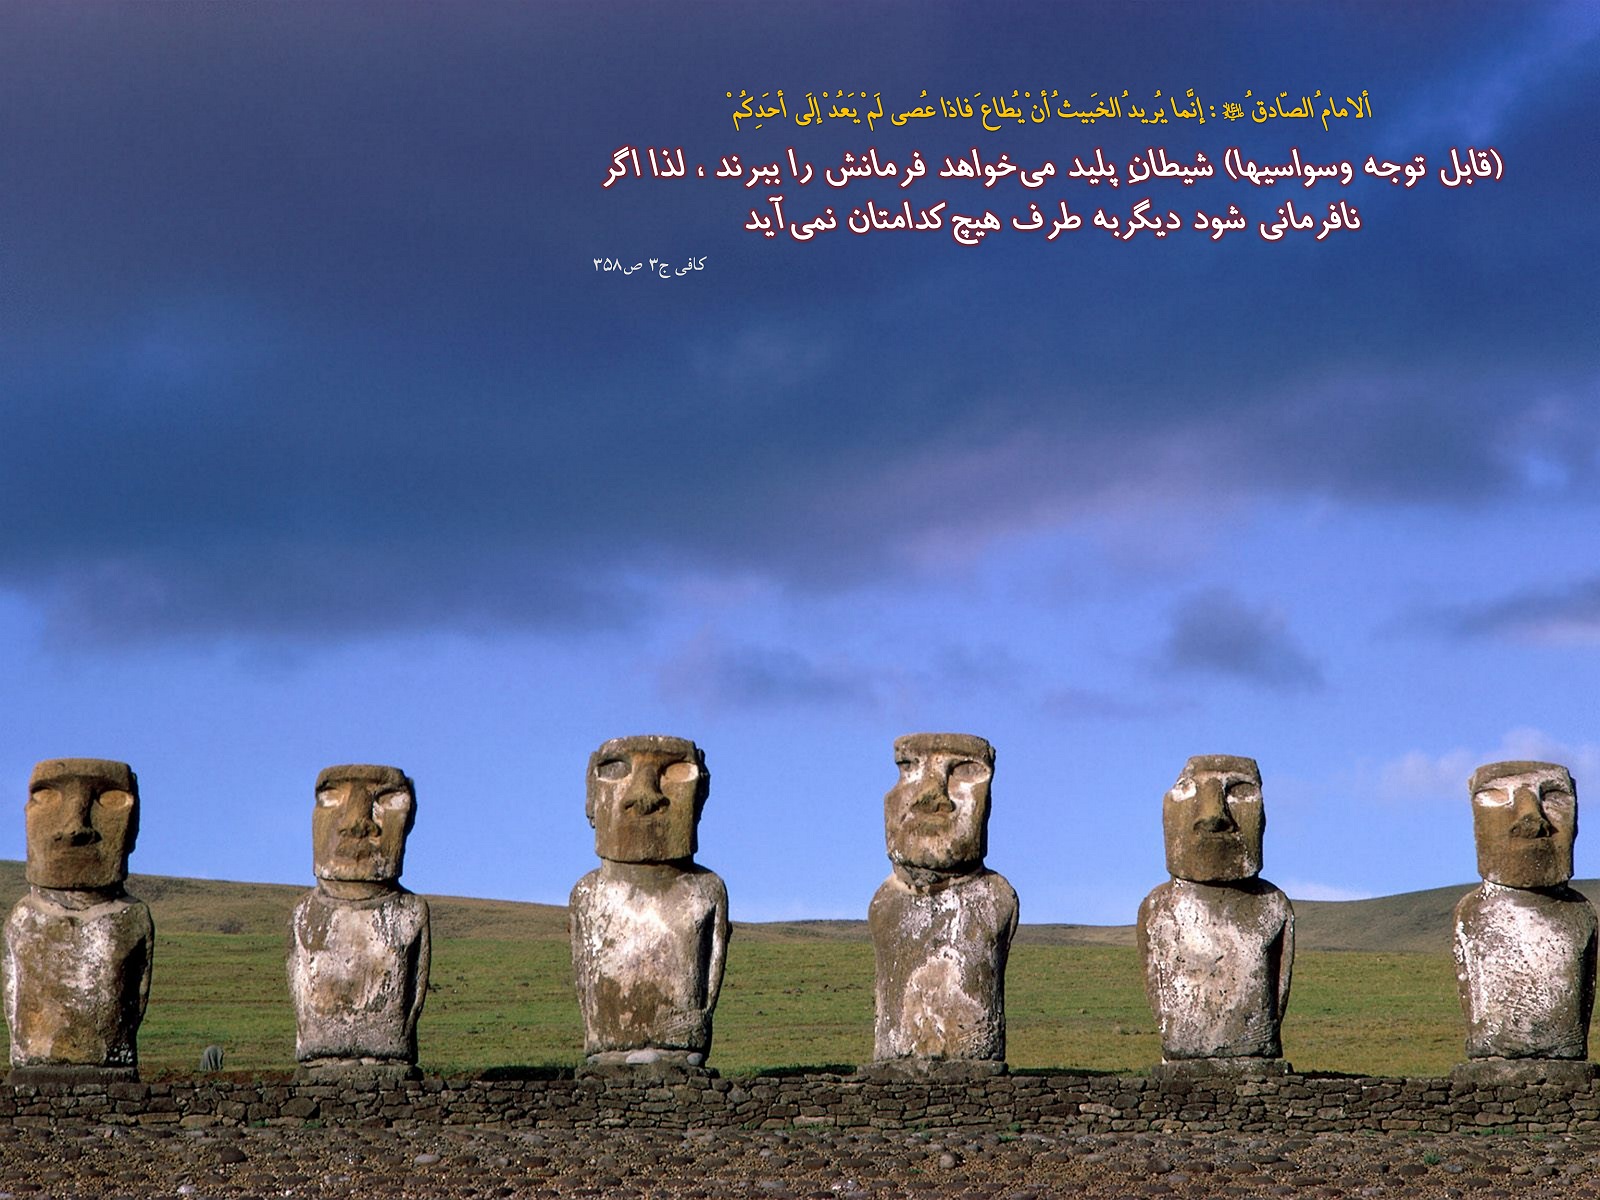 ألامامُ الصّادقُ ﷷ : إنَّما يُريدُ الخَبيثُ أنْ يُطاعَ فاذا عُصى لَمْ يَعُدْ إلَى أحَدِكُمْ
(قابل توجه وسواسیها) شیطانِ پلید می‌خواهد فرمانش را ببرند ، لذا اگر
نافرمانی شود دیگربه طرف هیچ کدامتان نمی‌آید
کافی ج۳ ص۳۵۸